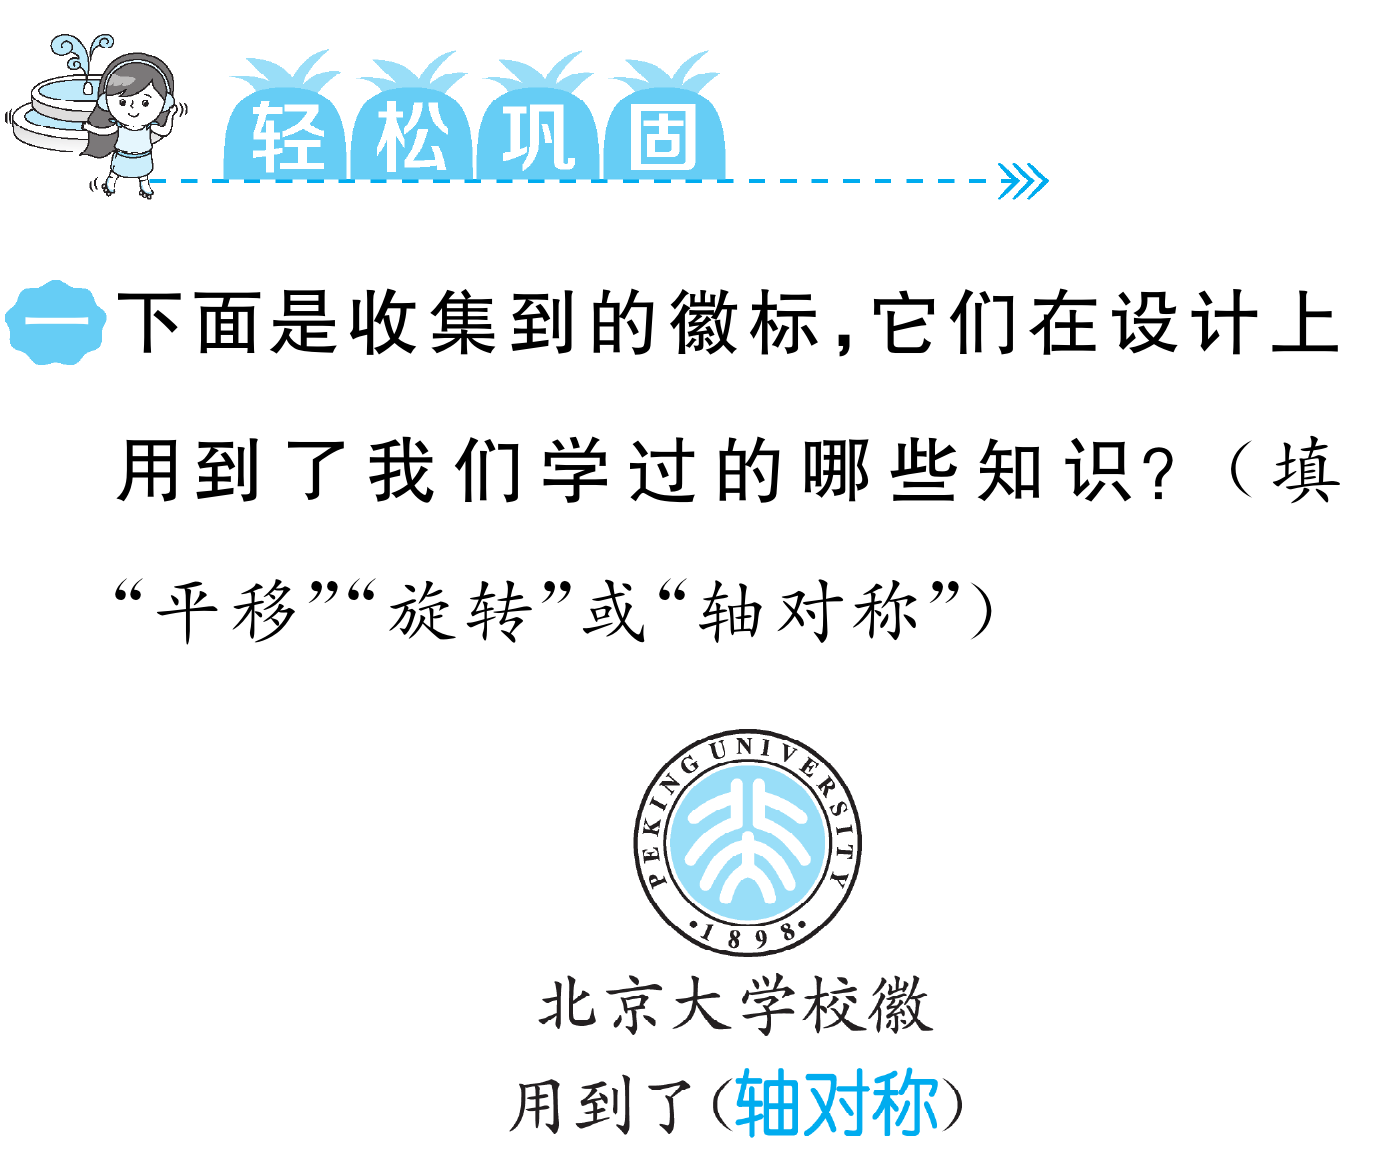 轻松巩固
一 下面是收集到的徽标,它们在设计上
用到了我们学过的哪些知识?(填
“平移”“旋转”或“轴对称”)
PEKING UNIVERSITY
·1898·
北京大学校徽
用到了(轴对称)